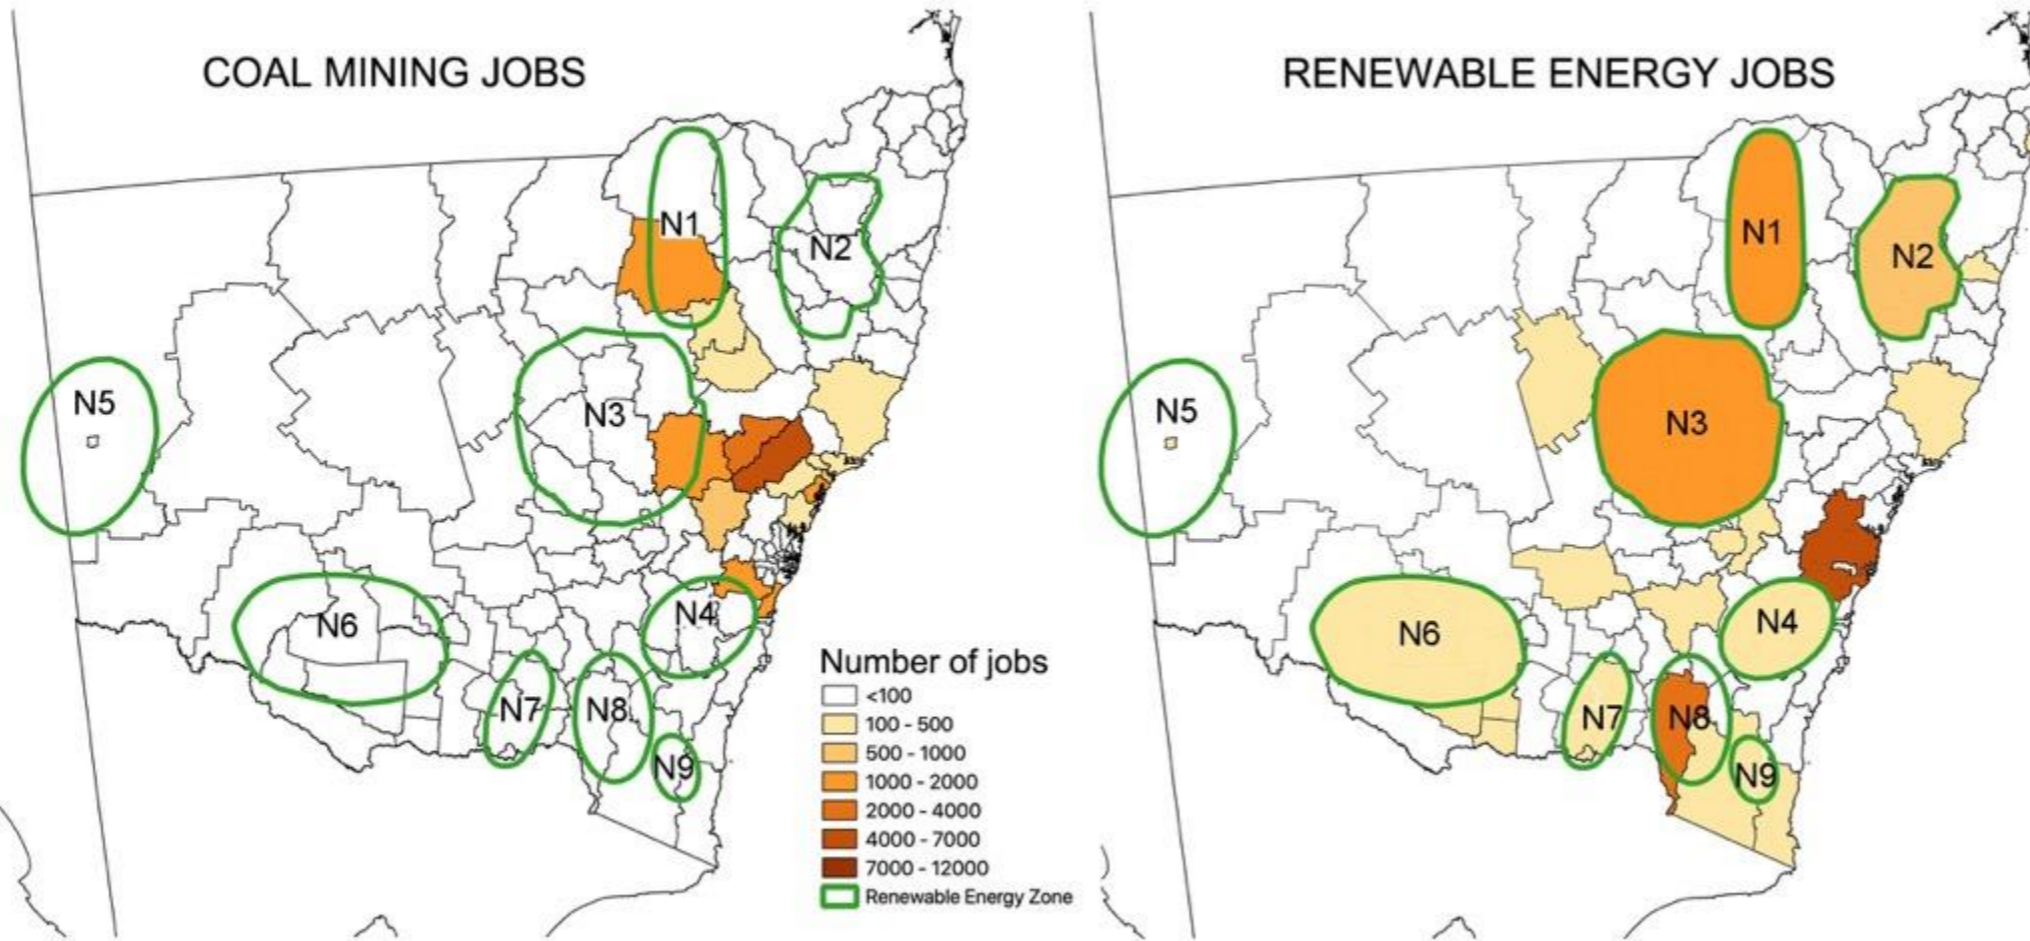 COAL MINING JOBS
N1
N2
N3
N5
N6
N4
N7
N8
N9
Number of jobs
<100
100 - 500
500 - 1000
1000 - 2000
2000 - 4000
4000 - 7000
7000 - 12000
Renewable Energy Zone
RENEWABLE ENERGY JOBS
N1
N2
N3
N5
N6
N4
N7
N8
N9